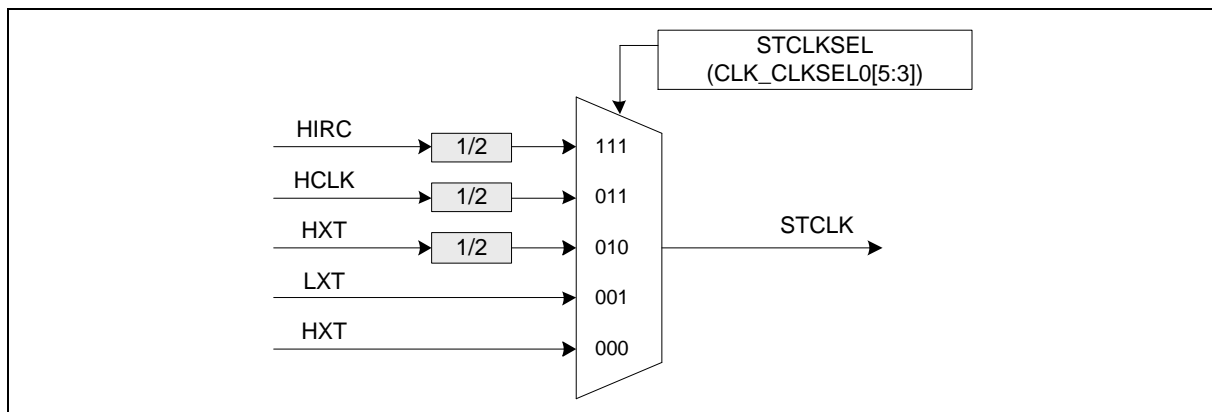 STCLKSEL
(CLK_CLKSEL0[5:3])
HIRC
1/2
111
HCLK
1/2
011
HXT
1/2
010
STCLK
LXT
001
HXT
000